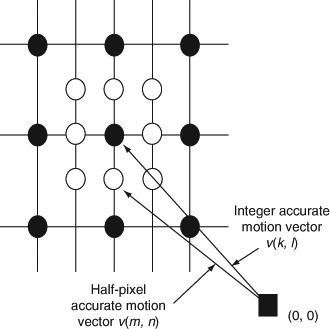 Integer accurate
motion vector
v(k, l)
Half-pixel
accurate motion
vector v(m, n)
(0, 0)